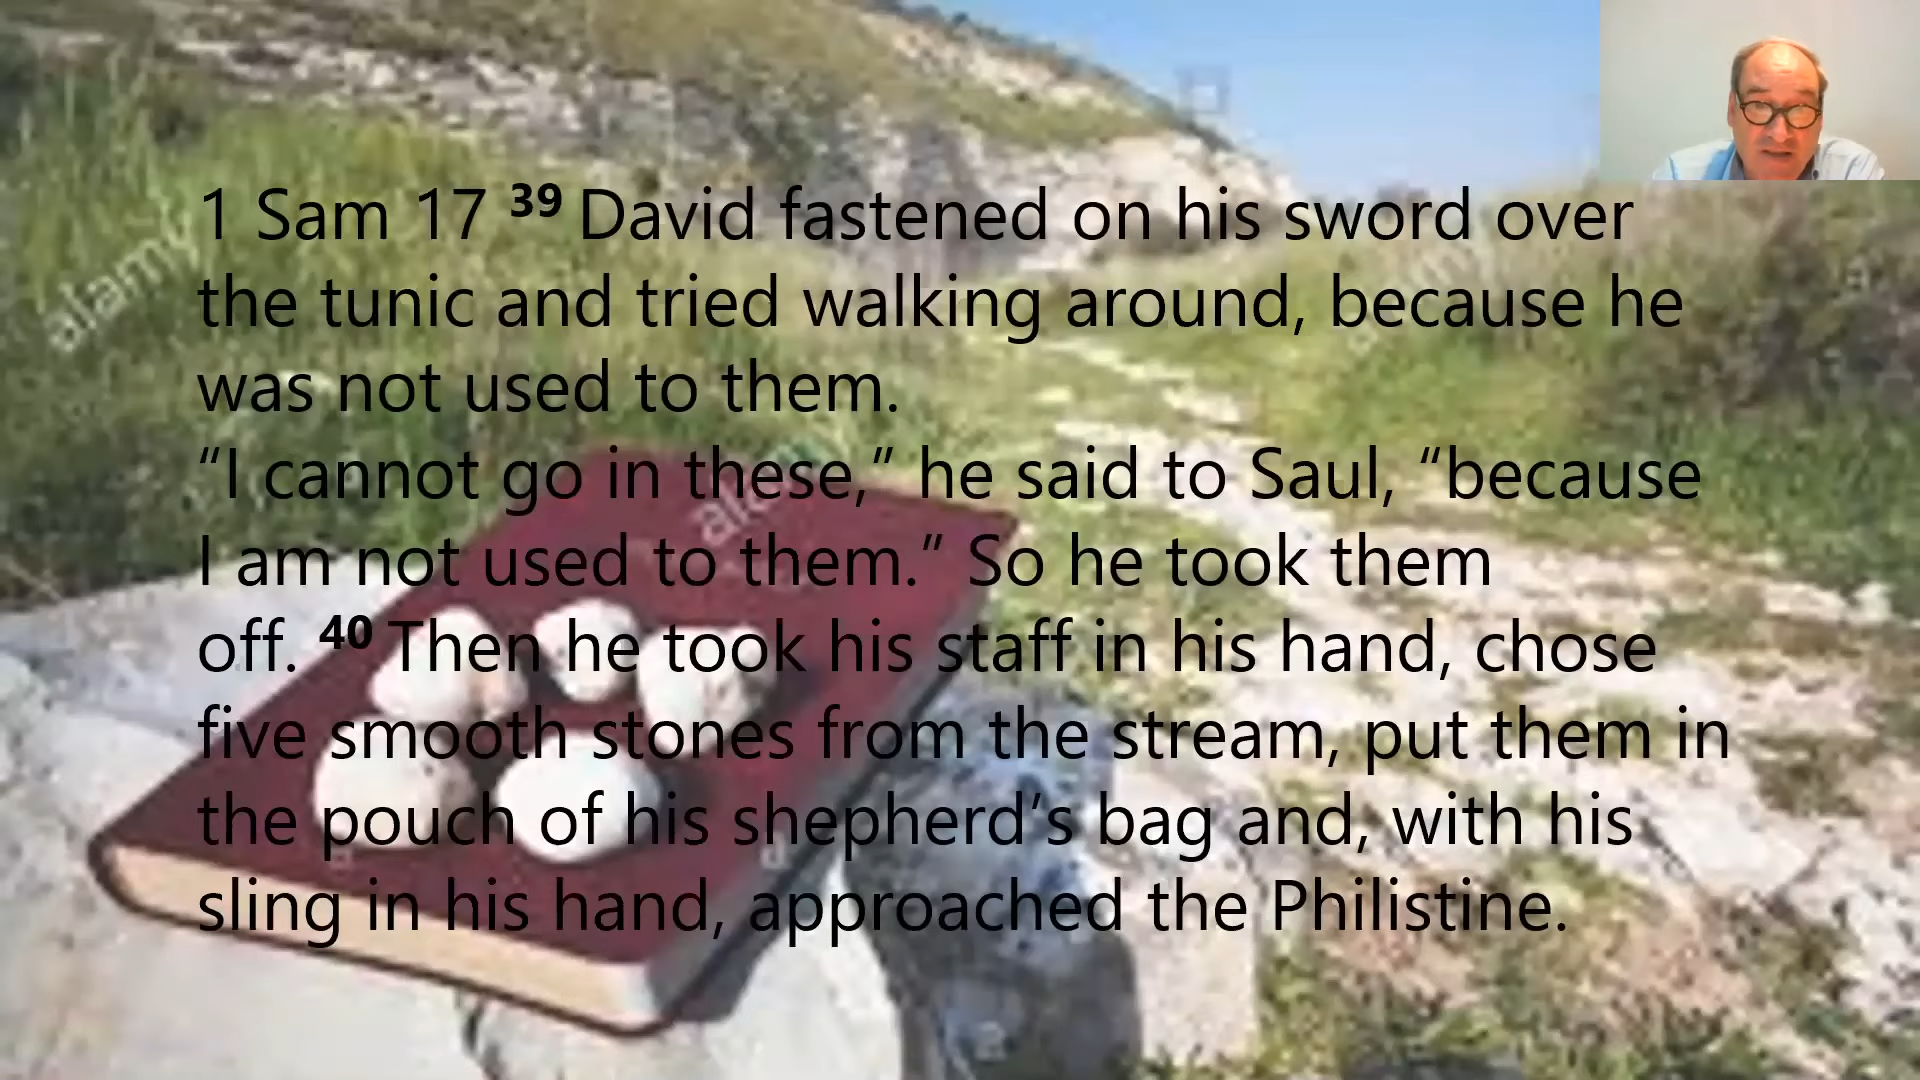 1 Sam 17 39 David fastened on his sword over
the tunic and tried walking around, because he
was not used to them.
“I cannot go in these,” he said to Saul, “because
I am not used to them.” So he took them
off. 40 Then he took his staff in his hand, chose
five smooth stones from the stream, put them in
the pouch of his shepherd’s bag and, with his
sling in his hand, approached the Philistine.
alamy